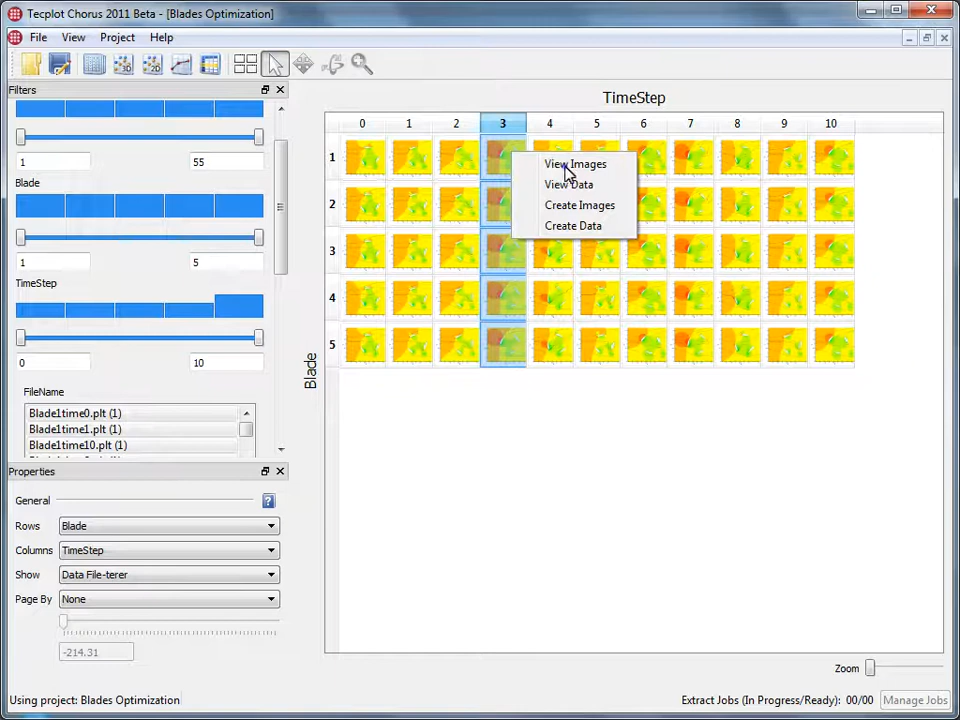 Tecplot Chorus 2011 Beta - [Blades Optimization]
File View Project Help
3D 2D
Filters
1 55
Blade
1 5
TimeStep
0 10
FileName
Blade1time0.plt (1)
Blade1time1.plt (1)
Blade1time10.plt (1)
Properties
General
Rows Blade
Columns TimeStep
Show Data File-terer
Page By None
-214.31
TimeStep
0 1 2 3 4 5 6 7 8 9 10
1
2
3
4
5
Blade
View Images
View Data
Create Images
Create Data
Zoom
Using project: Blades Optimization
Extract Jobs (In Progress/Ready): 00/00 Manage Jobs